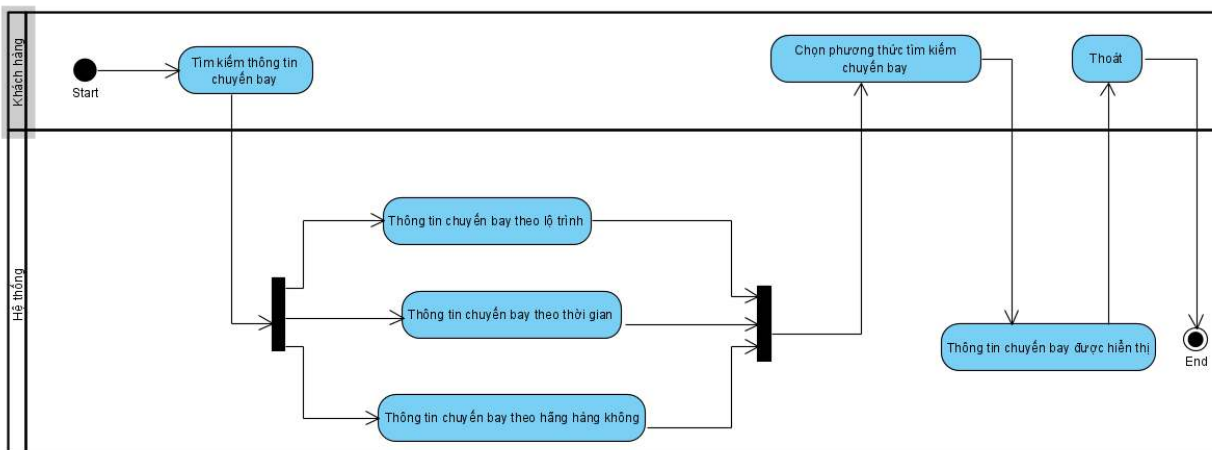 Khách hàng
Start
Tìm kiếm thông tin
chuyến bay
Chọn phương thức tìm kiếm
chuyến bay
Thoát
Hệ thống
Thông tin chuyến bay theo lộ trình
Thông tin chuyến bay theo thời gian
Thông tin chuyến bay theo hãng háng không
Thông tin chuyến bay được hiển thị
End